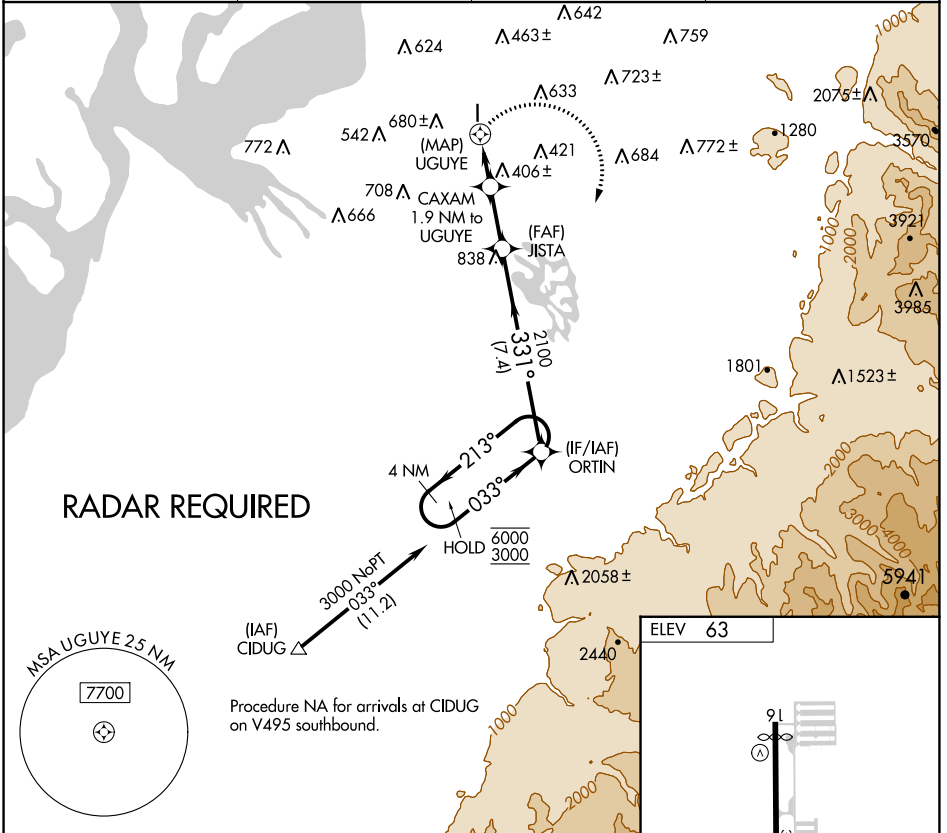 642
624
463±
759
1000
723±
633
2075±
680±
542
772
(MAP)
UGUYE
421
684
772±
1280
3570
406±
708
CAXAM
1.9 NM to
UGUYE
666
(FAF)
JISTA
838
3921
1000
2000
3985
2100
331°
(7.4)
1801
1523±
213°
4 NM
033°
(IF/IAF)
ORTIN
2000
RADAR REQUIRED
HOLD 6000
3000
3000
4000
3000 NoPT
033°
(11.2)
2058±
5941
(IAF)
CIDUG
ELEV 63
2440
MSA UGUYE 25 NM
7700
Procedure NA for arrivals at CIDUG
on V495 southbound.
1000
16
2000